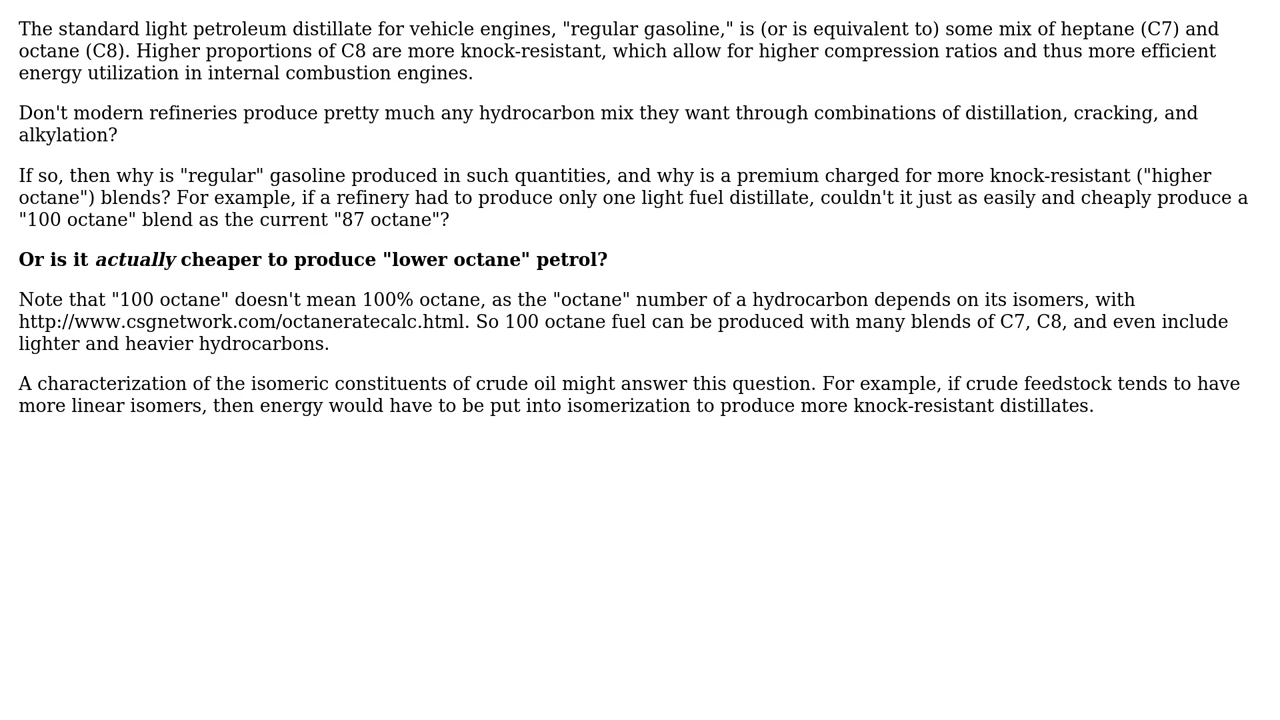 The standard light petroleum distillate for vehicle engines, "regular gasoline," is (or is equivalent to) some mix of heptane (C7) and
octane (C8). Higher proportions of C8 are more knock-resistant, which allow for higher compression ratios and thus more efficient
energy utilization in internal combustion engines.
Don't modern refineries produce pretty much any hydrocarbon mix they want through combinations of distillation, cracking, and
alkylation?
If so, then why is "regular" gasoline produced in such quantities, and why is a premium charged for more knock-resistant ("higher
octane") blends? For example, if a refinery had to produce only one light fuel distillate, couldn't it just as easily and cheaply produce a
"100 octane" blend as the current "87 octane"?
Or is it actually cheaper to produce "lower octane" petrol?
Note that "100 octane" doesn't mean 100% octane, as the "octane" number of a hydrocarbon depends on its isomers, with
http://www.csgnetwork.com/octaneratecalc.html. So 100 octane fuel can be produced with many blends of C7, C8, and even include
lighter and heavier hydrocarbons.
A characterization of the isomeric constituents of crude oil might answer this question. For example, if crude feedstock tends to have
more linear isomers, then energy would have to be put into isomerization to produce more knock-resistant distillates.